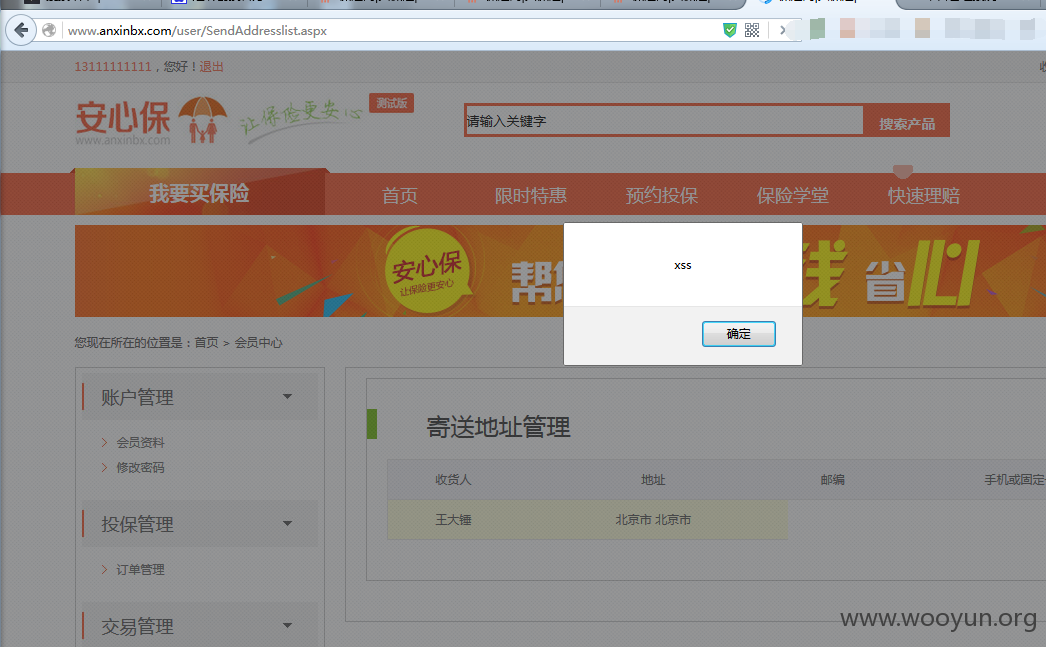 www.anxinbx.com/user/SendAddresslist.aspx
13111111111，您好！退出
安心保
www.anxinbx.com
让保险更安心
测试版
请输入关键字
搜索产品
我要买保险
首页
限时特惠
预约投保
保险学堂
快速理赔
安心保
让保险更安心
帮
线
省
心
xss
确定
您现在所在的位置是：首页 > 会员中心
账户管理
会员资料
修改密码
投保管理
订单管理
交易管理
寄送地址管理
收货人 地址 邮编 手机或固定
王大锤 北京市 北京市
www.wooyun.org